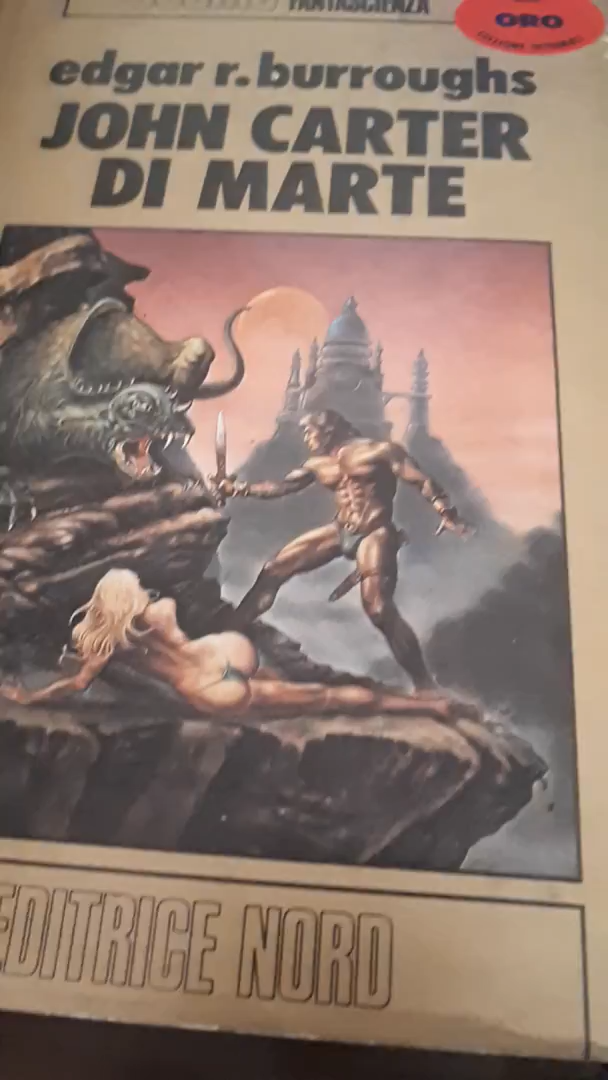 FANTASCIENZA
ORO
edgar r. burroughs
JOHN CARTER
DI MARTE
EDITRICE NORD